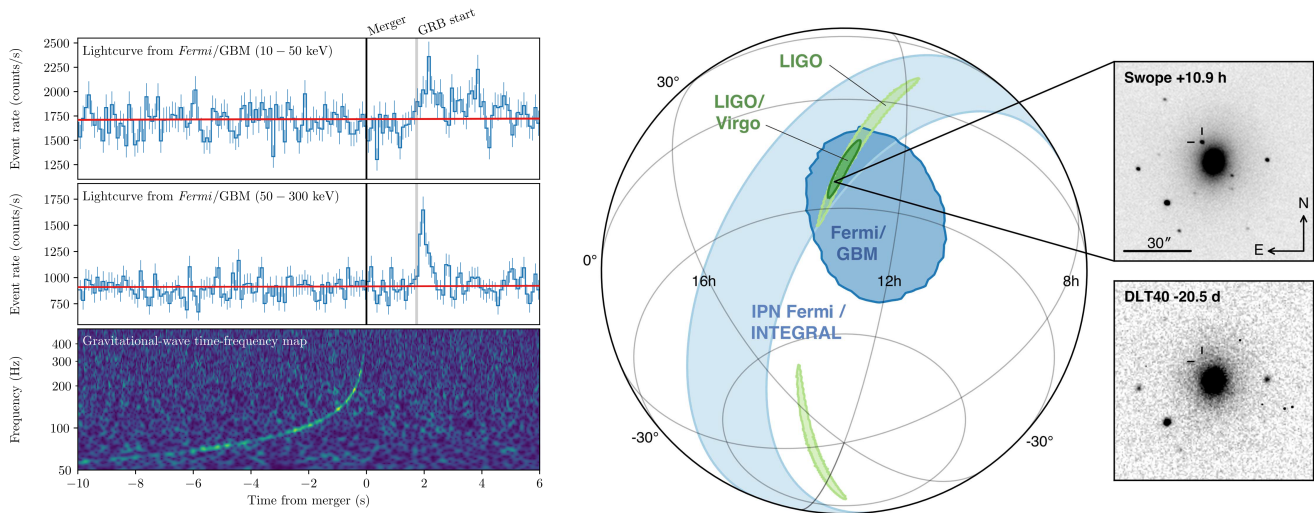 Merger
GRB start
Lightcurve from Fermi/GBM (10 − 50 keV)
Event rate (counts/s)
2500
2250
2000
1750
1500
1250
Lightcurve from Fermi/GBM (50 − 300 keV)
Event rate (counts/s)
1750
1500
1250
1000
750
Gravitational-wave time-frequency map
Frequency (Hz)
400
300
200
100
50
−10
−8
−6
−4
−2
0
2
4
6
Time from merger (s)
LIGO
30°
30°
LIGO/
Virgo
Fermi/
GBM
0°
16h
12h
8h
IPN Fermi /
INTEGRAL
-30°
-30°
Swope +10.9 h
N
30″
E
DLT40 -20.5 d